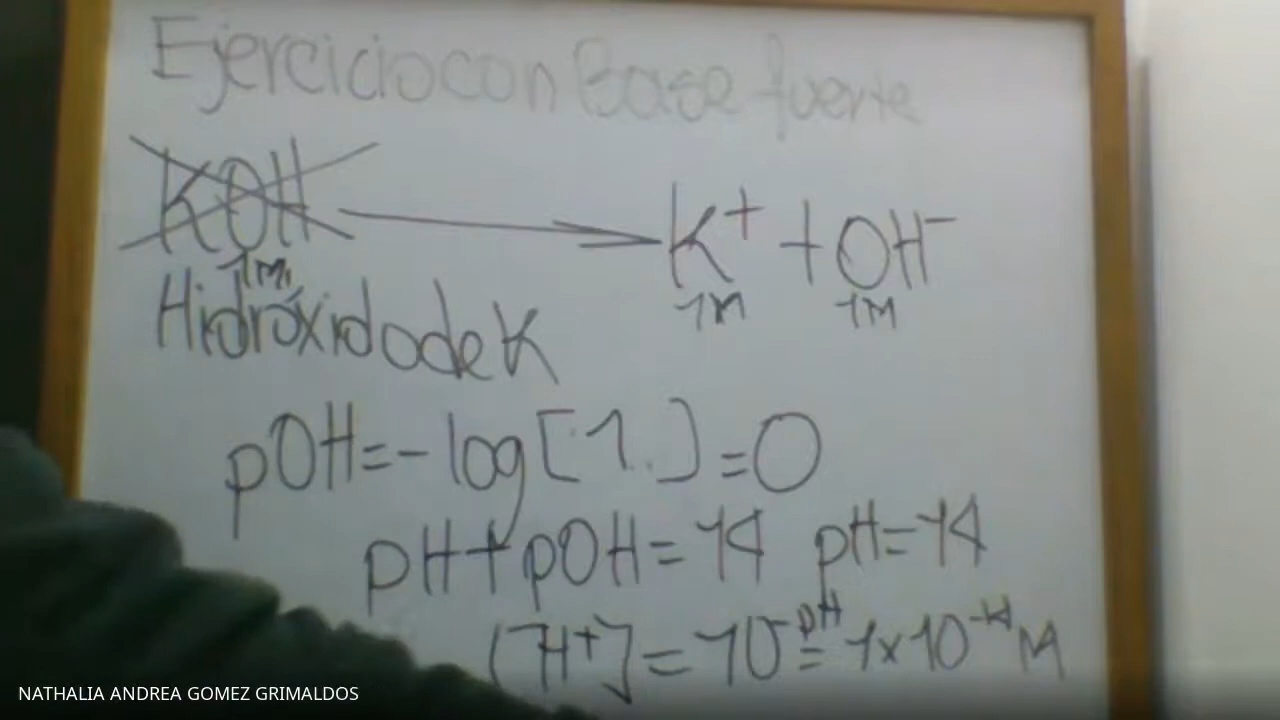 Ejercicio con Base fuerte
KOH → K⁺ + OH⁻
1M 1M 1M
Hidróxido de K
pOH = - log [1.] = 0
pH + pOH = 14 pH = 14
[H⁺] = 10⁻ᵖᴴ = 1x10⁻¹⁴ M
NATHALIA ANDREA GOMEZ GRIMALDOS